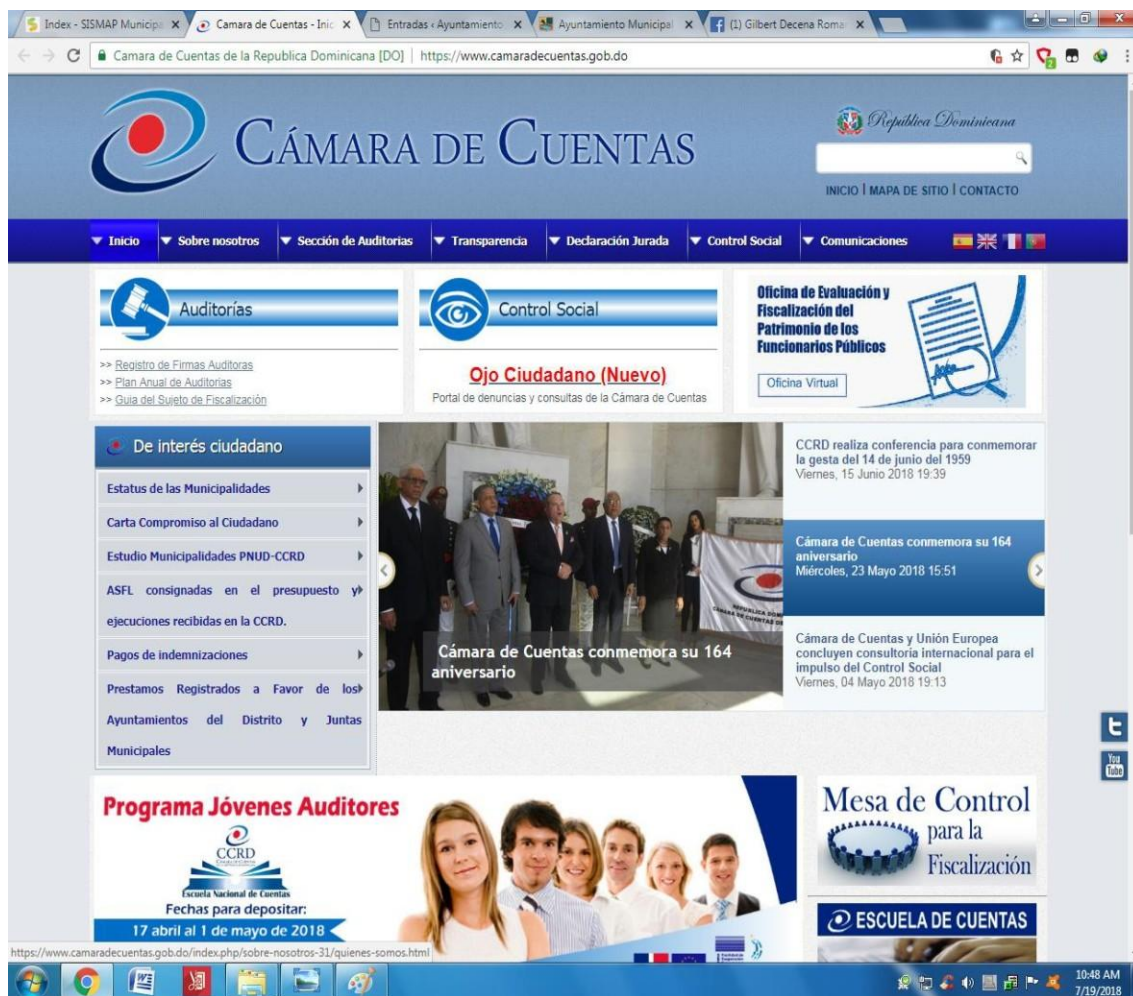 Index - SISMAP Municipa
Camara de Cuentas - Inic
Entradas ‹ Ayuntamiento
Ayuntamiento Municipal
(1) Gilbert Decena Roma
Camara de Cuentas de la Republica Dominicana [DO] | https://www.camaradecuentas.gob.do
2
CÁMARA DE CUENTAS
República Dominicana
INICIO | MAPA DE SITIO | CONTACTO
Inicio
Sobre nosotros
Sección de Auditorias
Transparencia
Declaración Jurada
Control Social
Comunicaciones
Auditorías
>> Registro de Firmas Auditoras
>> Plan Anual de Auditorias
>> Guia del Sujeto de Fiscalización
Control Social
Ojo Ciudadano (Nuevo)
Portal de denuncias y consultas de la Cámara de Cuentas
Oficina de Evaluación y
Fiscalización del
Patrimonio de los
Funcionarios Públicos
Oficina Virtual
De interés ciudadano
Estatus de las Municipalidades
Carta Compromiso al Ciudadano
Estudio Municipalidades PNUD-CCRD
ASFL consignadas en el presupuesto y
ejecuciones recibidas en la CCRD.
Pagos de indemnizaciones
Prestamos Registrados a Favor de los
Ayuntamientos del Distrito y Juntas
Municipales
REPUBLICA
CAMARA DE CUENTAS DE
Cámara de Cuentas conmemora su 164
aniversario
CCRD realiza conferencia para conmemorar
la gesta del 14 de junio del 1959
Viernes, 15 Junio 2018 19:39
Cámara de Cuentas conmemora su 164
aniversario
Miércoles, 23 Mayo 2018 15:51
Cámara de Cuentas y Unión Europea
concluyen consultoría internacional para el
impulso del Control Social
Viernes, 04 Mayo 2018 19:13
You
Tube
Programa Jóvenes Auditores
CCRD
Escuela Nacional de Cuentas
Fechas para depositar:
17 abril al 1 de mayo
de 2018
Mesa de Control
para la
Fiscalización
ESCUELA DE CUENTAS
https://www.camaradecuentas.gob.do/index.php/sobre-nosotros-31/quienes-somos.html
10:48 AM
7/19/2018